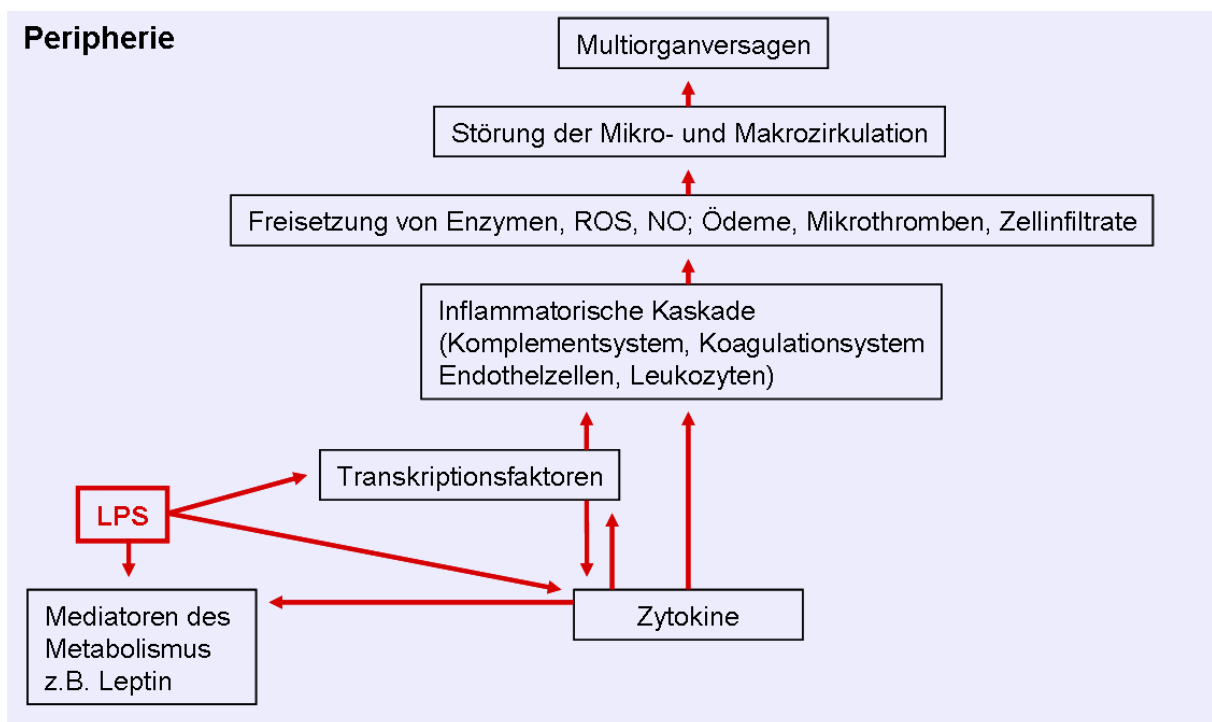 Peripherie
Multiorganversagen
Störung der Mikro- und Makrozirkulation
Freisetzung von Enzymen, ROS, NO; Ödeme, Mikrothromben, Zellinfiltrate
Inflammatorische Kaskade
(Komplementsystem, Koagulationsystem
Endothelzellen, Leukozyten)
Transkriptionsfaktoren
LPS
Mediatoren des
Metabolismus
z.B. Leptin
Zytokine